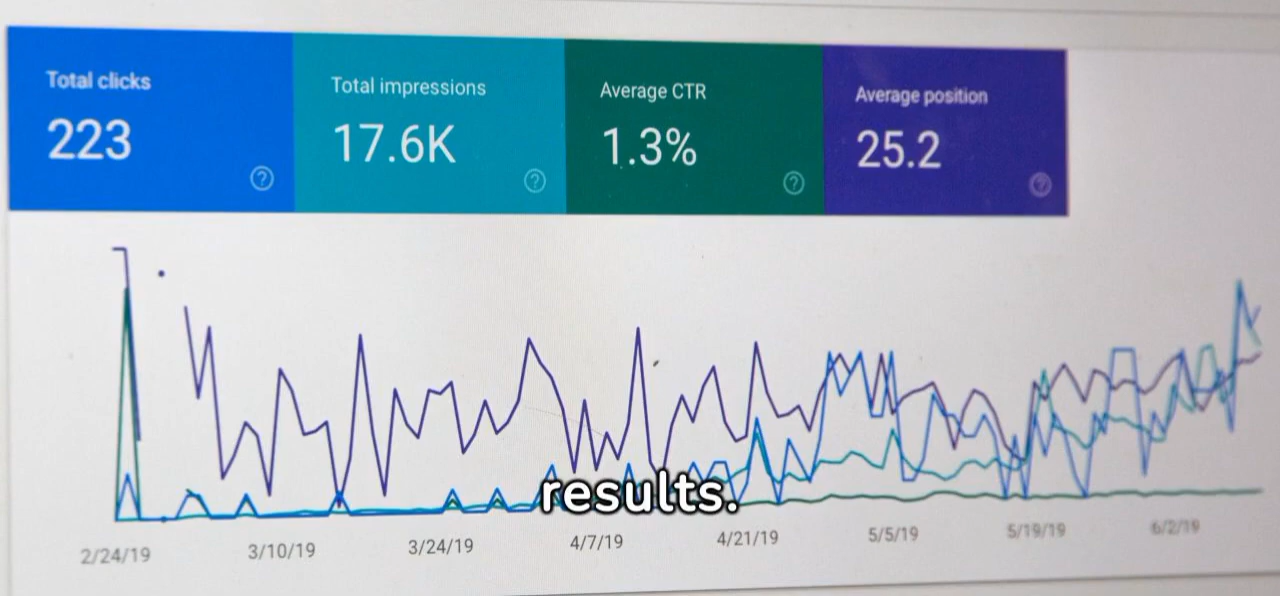 Total clicks
223
Total impressions
17.6K
Average CTR
1.3%
Average position
25.2
results.
2/24/19 3/10/19 3/24/19 4/7/19 4/21/19 5/5/19 5/19/19 6/2/19